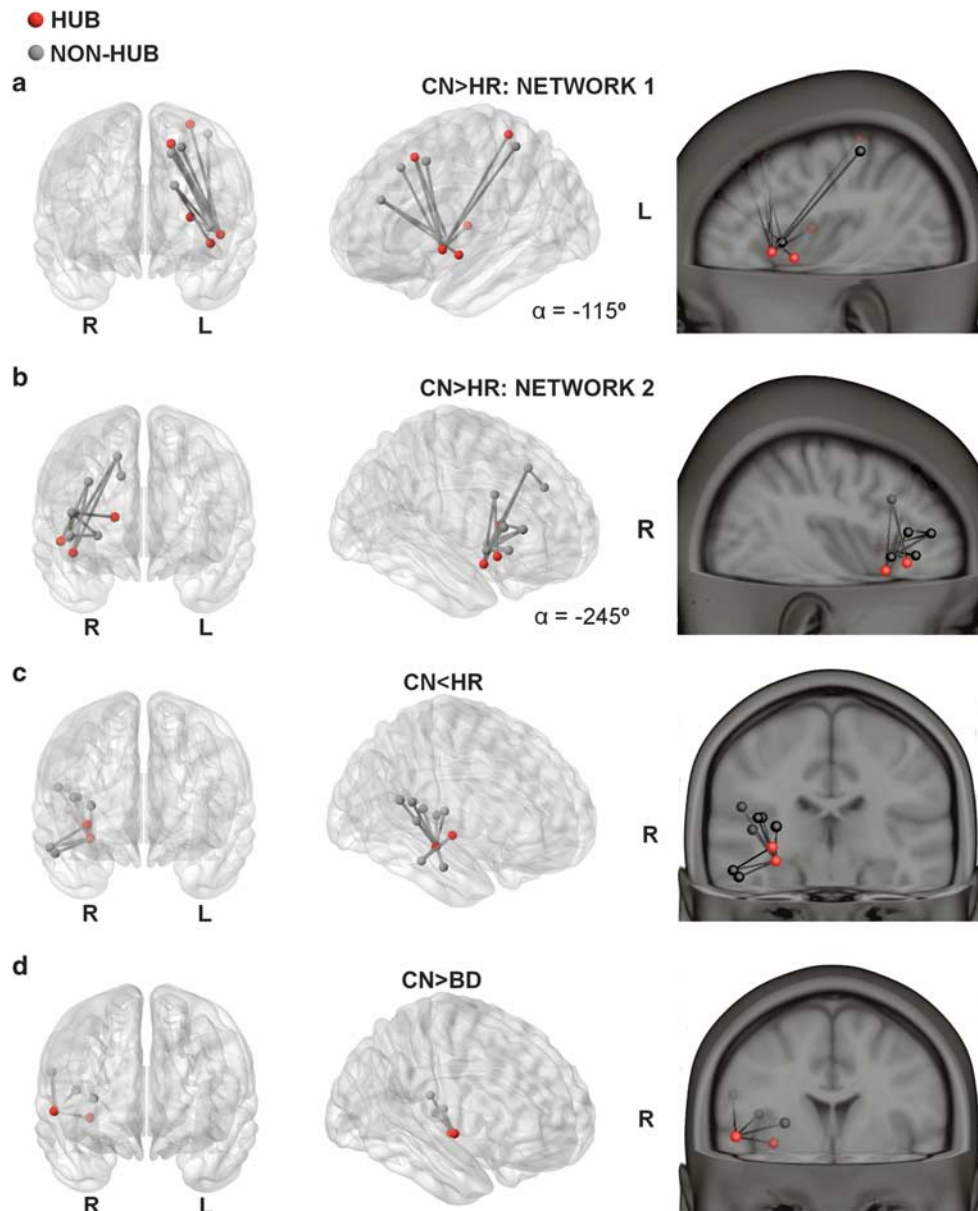 HUB
NON-HUB
a
CN>HR: NETWORK 1
L
α = -115º
R L
b
CN>HR: NETWORK 2
R
α = -245º
R L
c
CN<HR
R
R L
d
CN>BD
R
R L